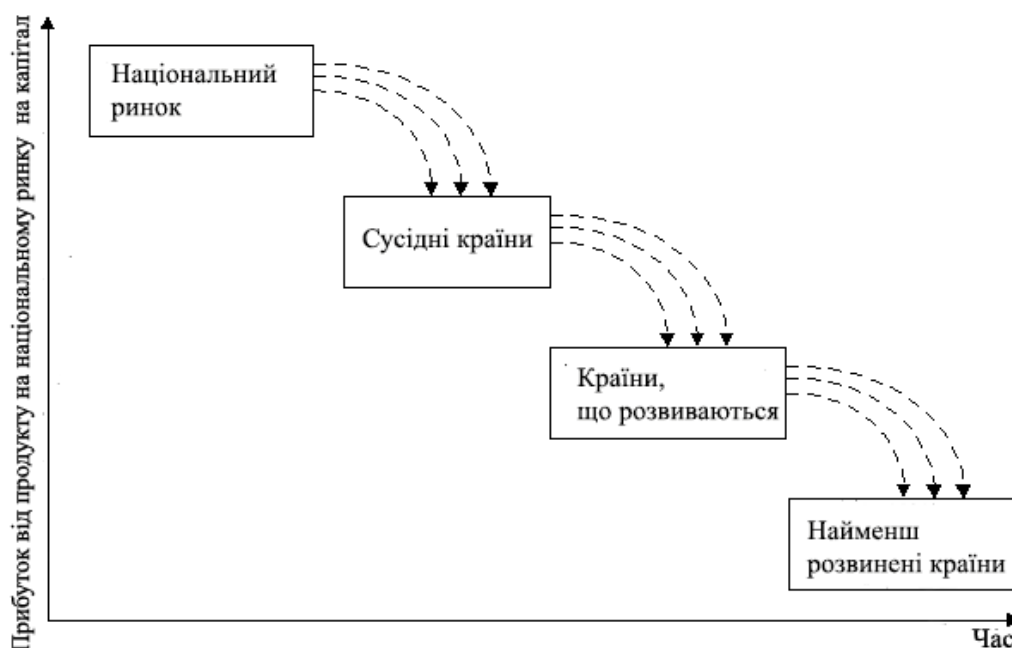 Прибуток від продукту на національному ринку на капітал
Національний
ринок
Сусідні країни
Країни,
що розвиваються
Найменш
розвинені країни
Час